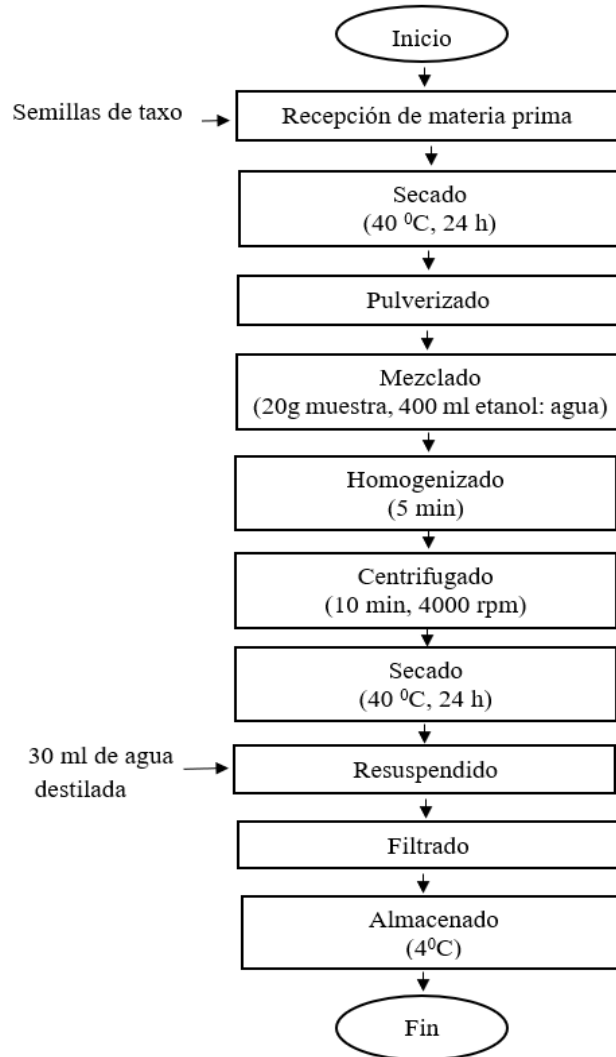 Inicio
Semillas de taxo
Recepción de materia prima
Secado
(40 ⁰C, 24 h)
Pulverizado
Mezclado
(20g muestra, 400 ml etanol: agua)
Homogenizado
(5 min)
Centrifugado
(10 min, 4000 rpm)
Secado
(40 ⁰C, 24 h)
30 ml de agua
destilada
Resuspendido
Filtrado
Almacenado
(4⁰C)
Fin